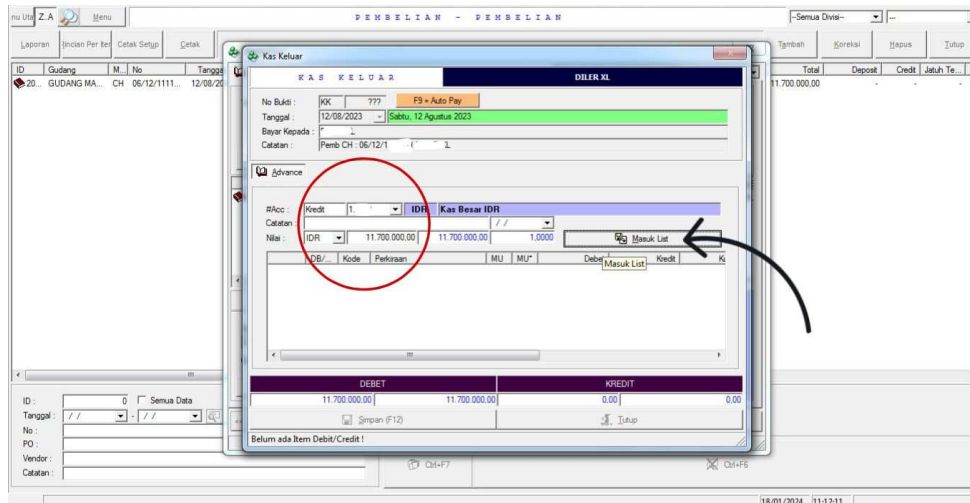 nu Uta Z.A Menu PEMBELIAN - PEMBELIAN --Semua Divisi-- --
Laporan Rincian Per Iten Cetak Setup Cetak Tambah Koreksi Hapus Tutup
ID Gudang M... No Tangga Total Deposit Credit Jatuh Te...
20... GUDANG MA... CH 06/12/1111... 12/08/20 11.700.000,00 - - -
Kas Keluar
KAS KELUAR DILER XL
No Bukti : KK ??? F9 = Auto Pay
Tanggal : 12/08/2023 Sabtu, 12 Agustus 2023
Bayar Kepada :
Catatan : Pemb CH : 06/12/1
Advance
#Acc : Kredit 1. IDR Kas Besar IDR
Catatan : / /
Nilai : IDR 11.700.000,00 11.700.000,00 1,0000 Masuk List
DB/... Kode Perkiraan MU MU* Debet Kredit
Masuk List
DEBET KREDIT
11.700.000,00 11.700.000,00 0,00 0,00
Simpan (F12) Tutup
Belum ada Item Debit/Credit !
ID : 0 Semua Data
Tanggal : / / - / /
No :
PO :
Vendor :
Catatan :
Ctrl+F7 Ctrl+F6
18/01/2024 11:12:11